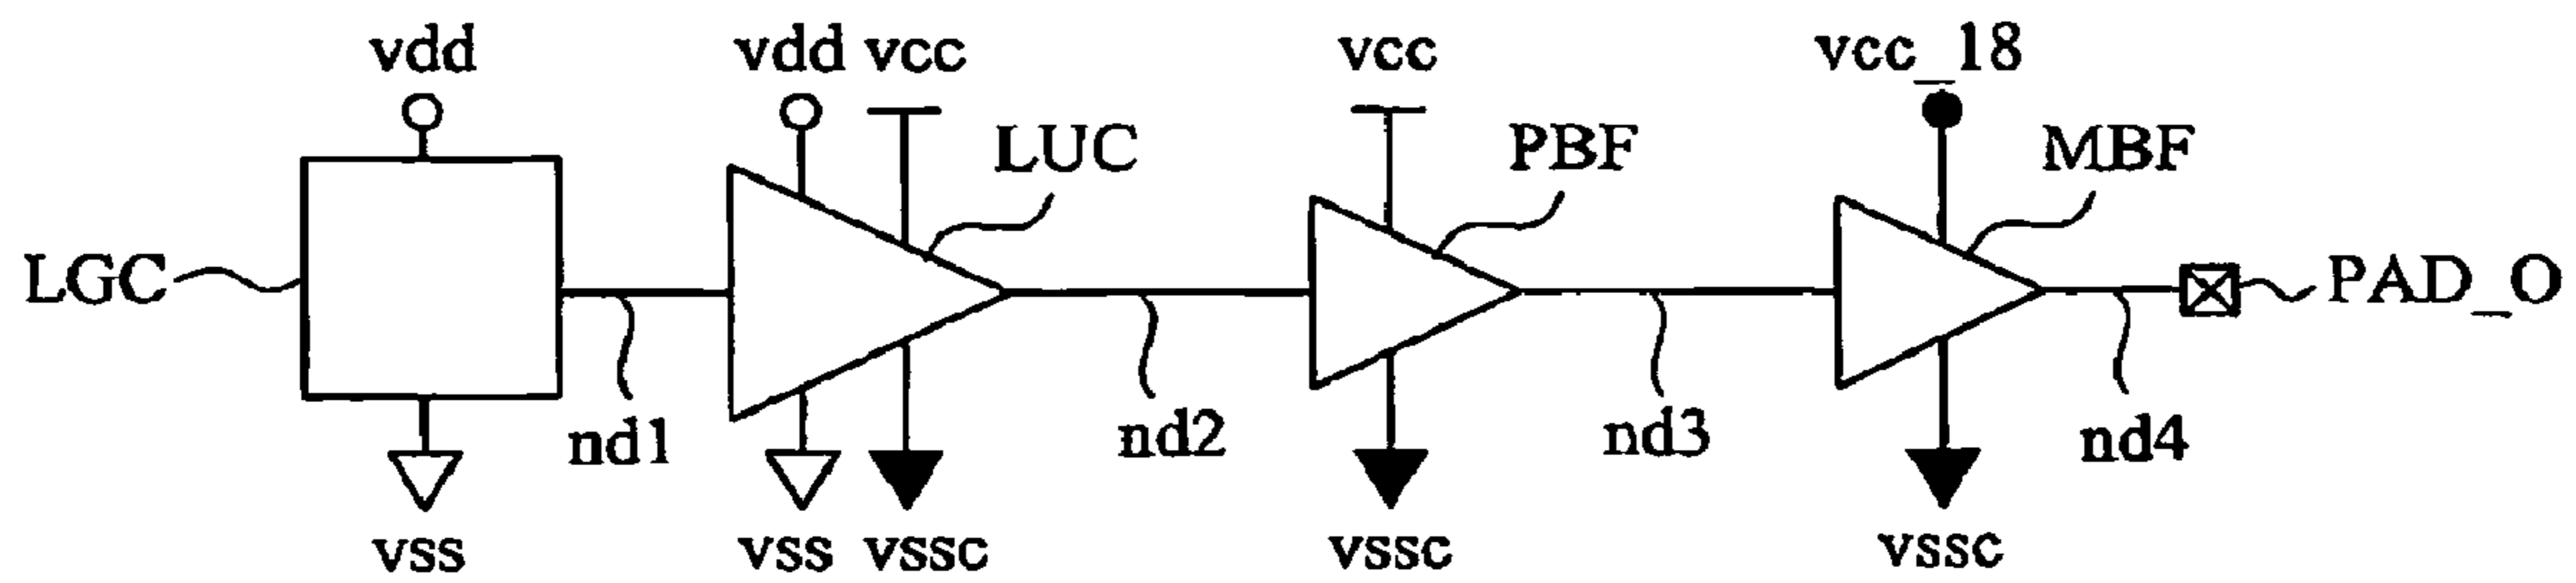 vdd vdd vcc vcc vcc_18
LUC PBF MBF
LGC PAD_O
nd1 nd2 nd3 nd4
vss vss vssc vssc vssc